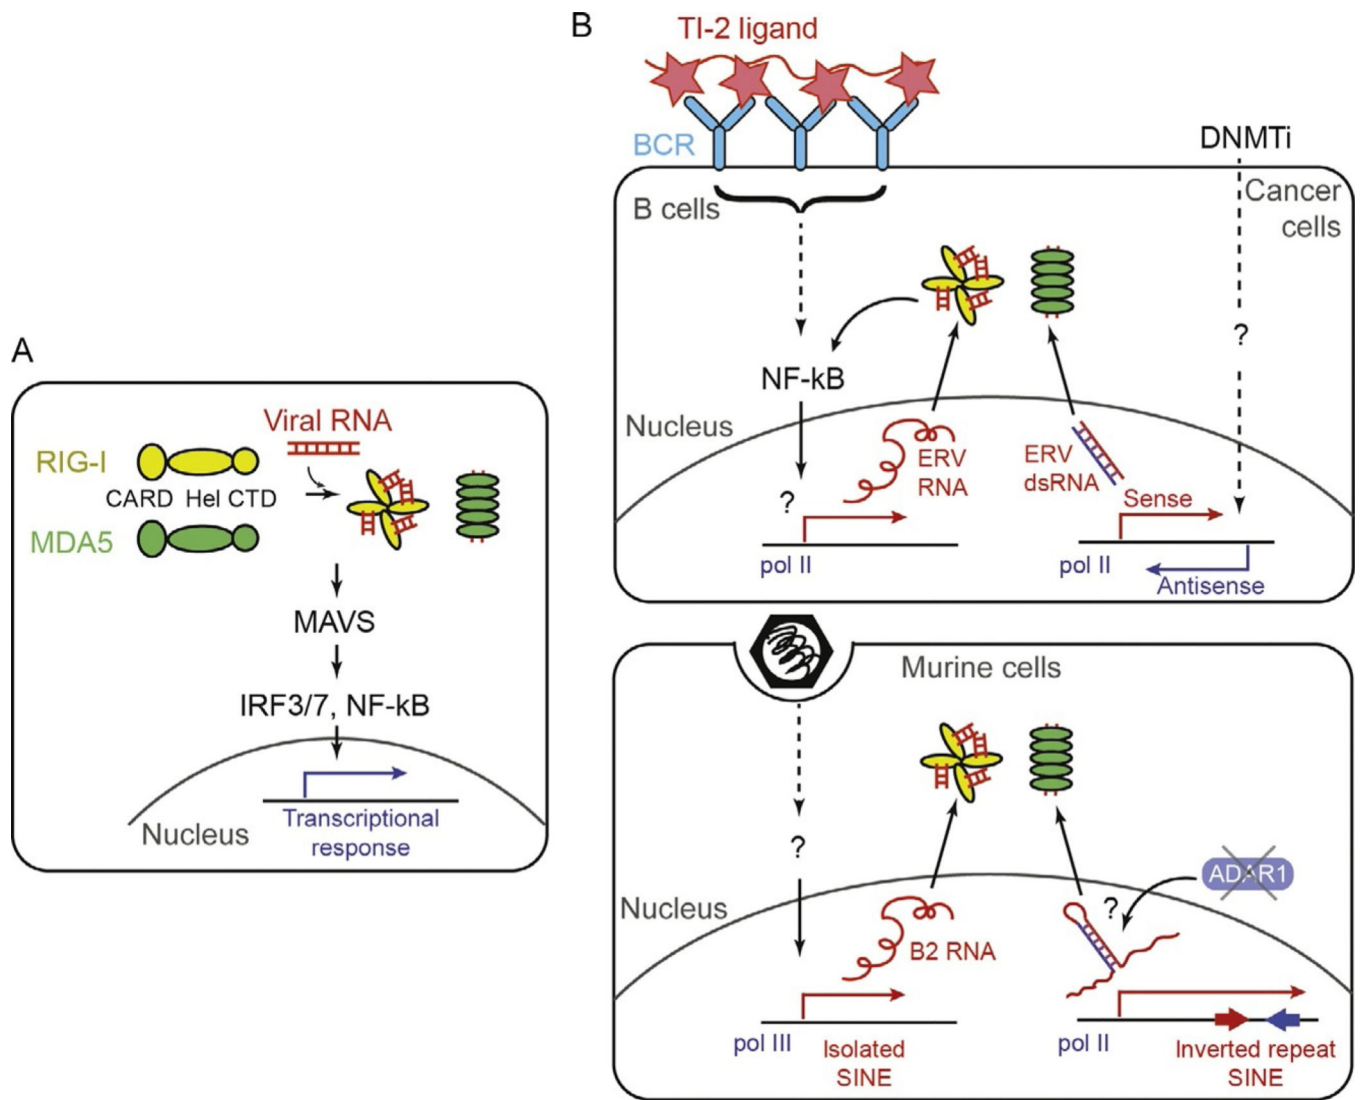 A
Viral RNA
RIG-I
CARD Hel CTD
MDA5
MAVS
IRF3/7, NF-kB
Nucleus
Transcriptional
response
B
TI-2 ligand
BCR
DNMTi
B cells
Cancer
cells
?
NF-kB
Nucleus
ERV
RNA
ERV
dsRNA
?
Sense
pol II
pol II
Antisense
Murine cells
?
ADAR1
Nucleus
?
B2 RNA
pol III
Isolated
SINE
pol II
Inverted repeat
SINE